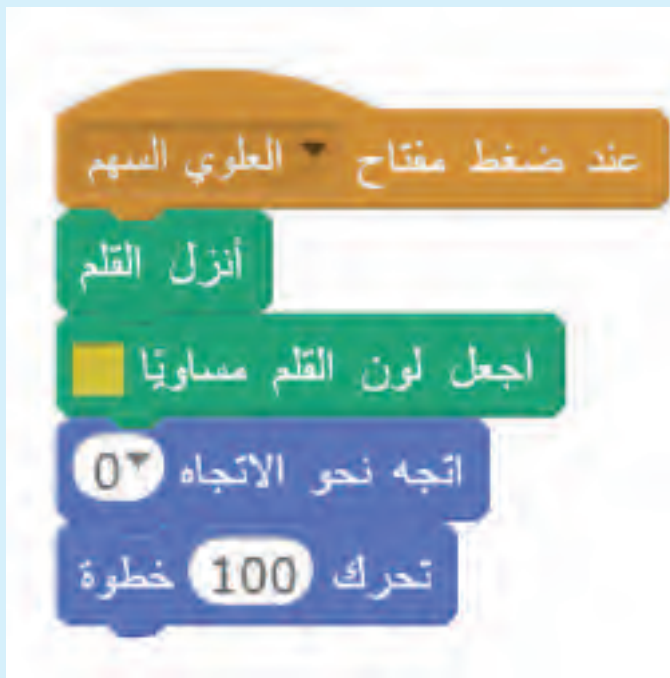 عند ضغط مفتاح العلوي السهم
أنزل القلم
اجعل لون القلم مساويًا
اتجه نحو الاتجاه 0
تحرك 100 خطوة